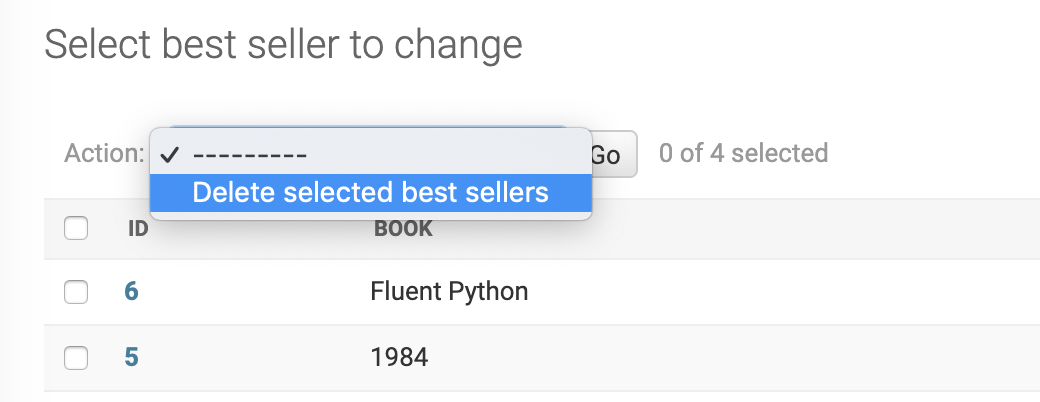 Select best seller to change
Action: ✓ --------- Go 0 of 4 selected
Delete selected best sellers
ID BOOK
6 Fluent Python
5 1984